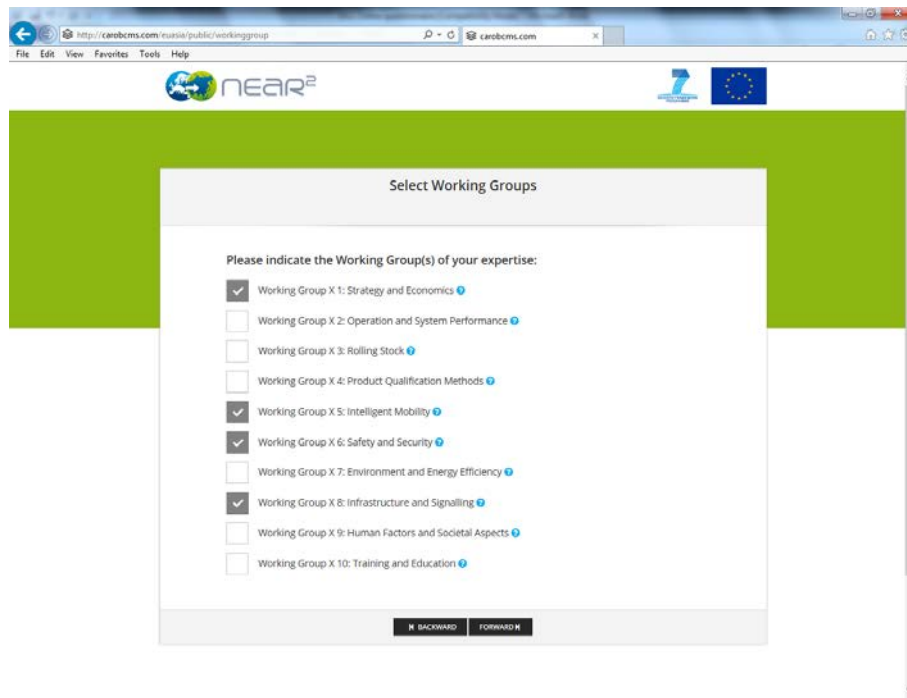 http://carobcms.com/euasia/public/workinggroup
carobcms.com
File Edit View Favorites Tools Help
NEAR²
7
Select Working Groups
Please indicate the Working Group(s) of your expertise:
Working Group X 1: Strategy and Economics
Working Group X 2: Operation and System Performance
Working Group X 3: Rolling Stock
Working Group X 4: Product Qualification Methods
Working Group X 5: Intelligent Mobility
Working Group X 6: Safety and Security
Working Group X 7: Environment and Energy Efficiency
Working Group X 8: Infrastructure and Signalling
Working Group X 9: Human Factors and Societal Aspects
Working Group X 10: Training and Education
BACKWARD FORWARD